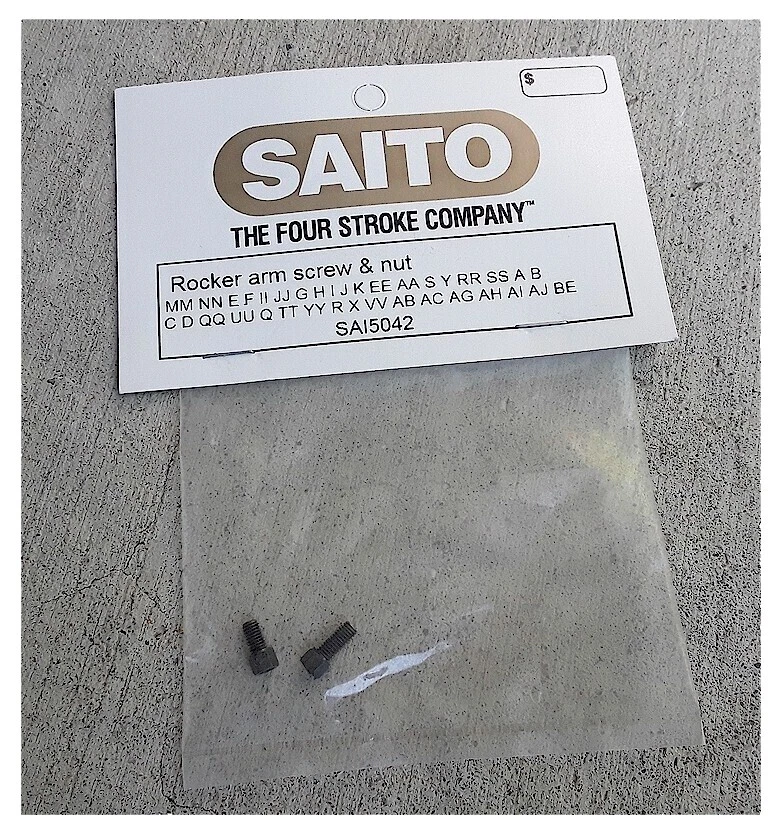 $
SAITO
THE FOUR STROKE COMPANY™
Rocker arm screw & nut
MM NN E F II JJ G H I J K EE AA S Y RR SS A B
C D QQ UU Q TT YY R X VV AB AC AG AH AI AJ BE
SAI5042